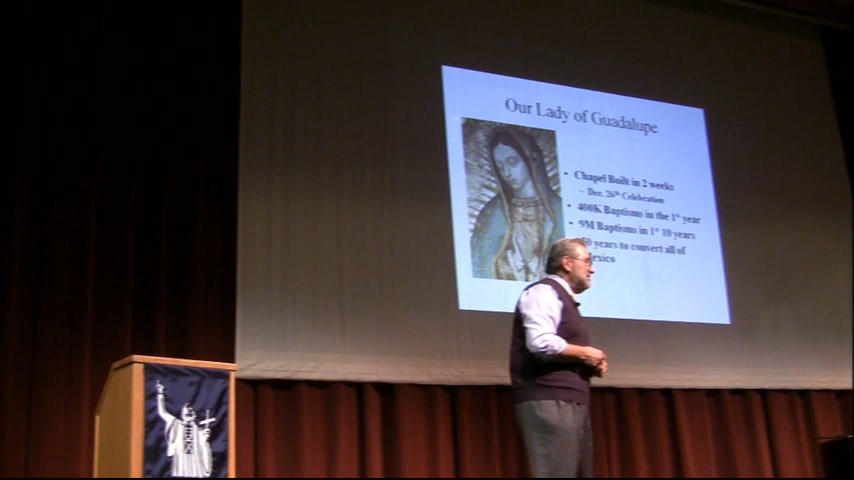 Our Lady of Guadalupe
• Chapel Built in 2 weeks
– Dec. 26th Celebration
• 400K Baptisms in the 1st year
• 9M Baptisms in 1st 10 years
years to convert all of